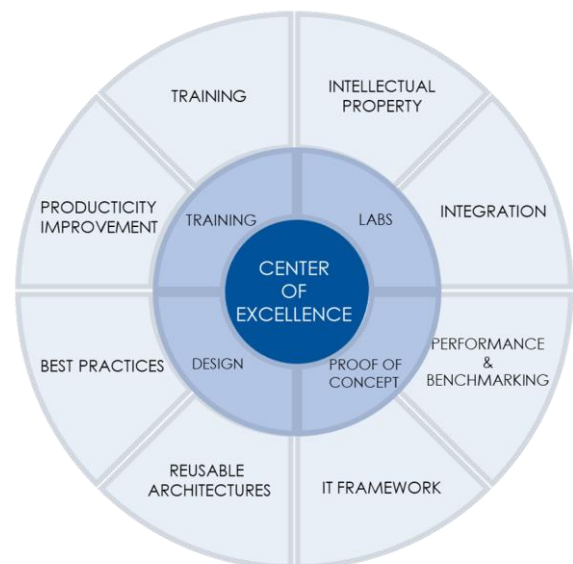 TRAINING
INTELLECTUAL
PROPERTY
PRODUCTICITY
IMPROVEMENT
TRAINING
LABS
INTEGRATION
CENTER
OF
EXCELLENCE
BEST PRACTICES
DESIGN
PROOF OF
CONCEPT
PERFORMANCE
&
BENCHMARKING
REUSABLE
ARCHITECTURES
IT FRAMEWORK